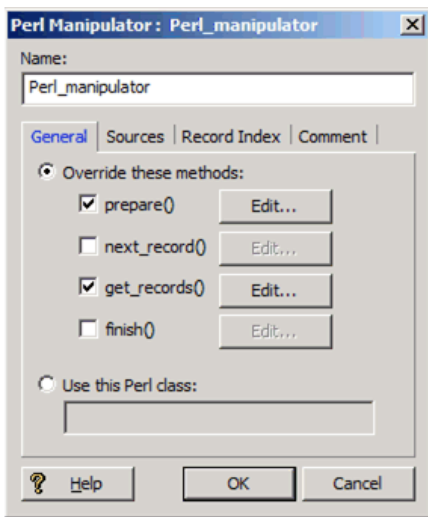 Perl Manipulator : Perl_manipulator
Name:
Perl_manipulator
General Sources Record Index Comment
Override these methods:
prepare() Edit...
next_record() Edit...
get_records() Edit...
finish() Edit...
Use this Perl class:
Help OK Cancel